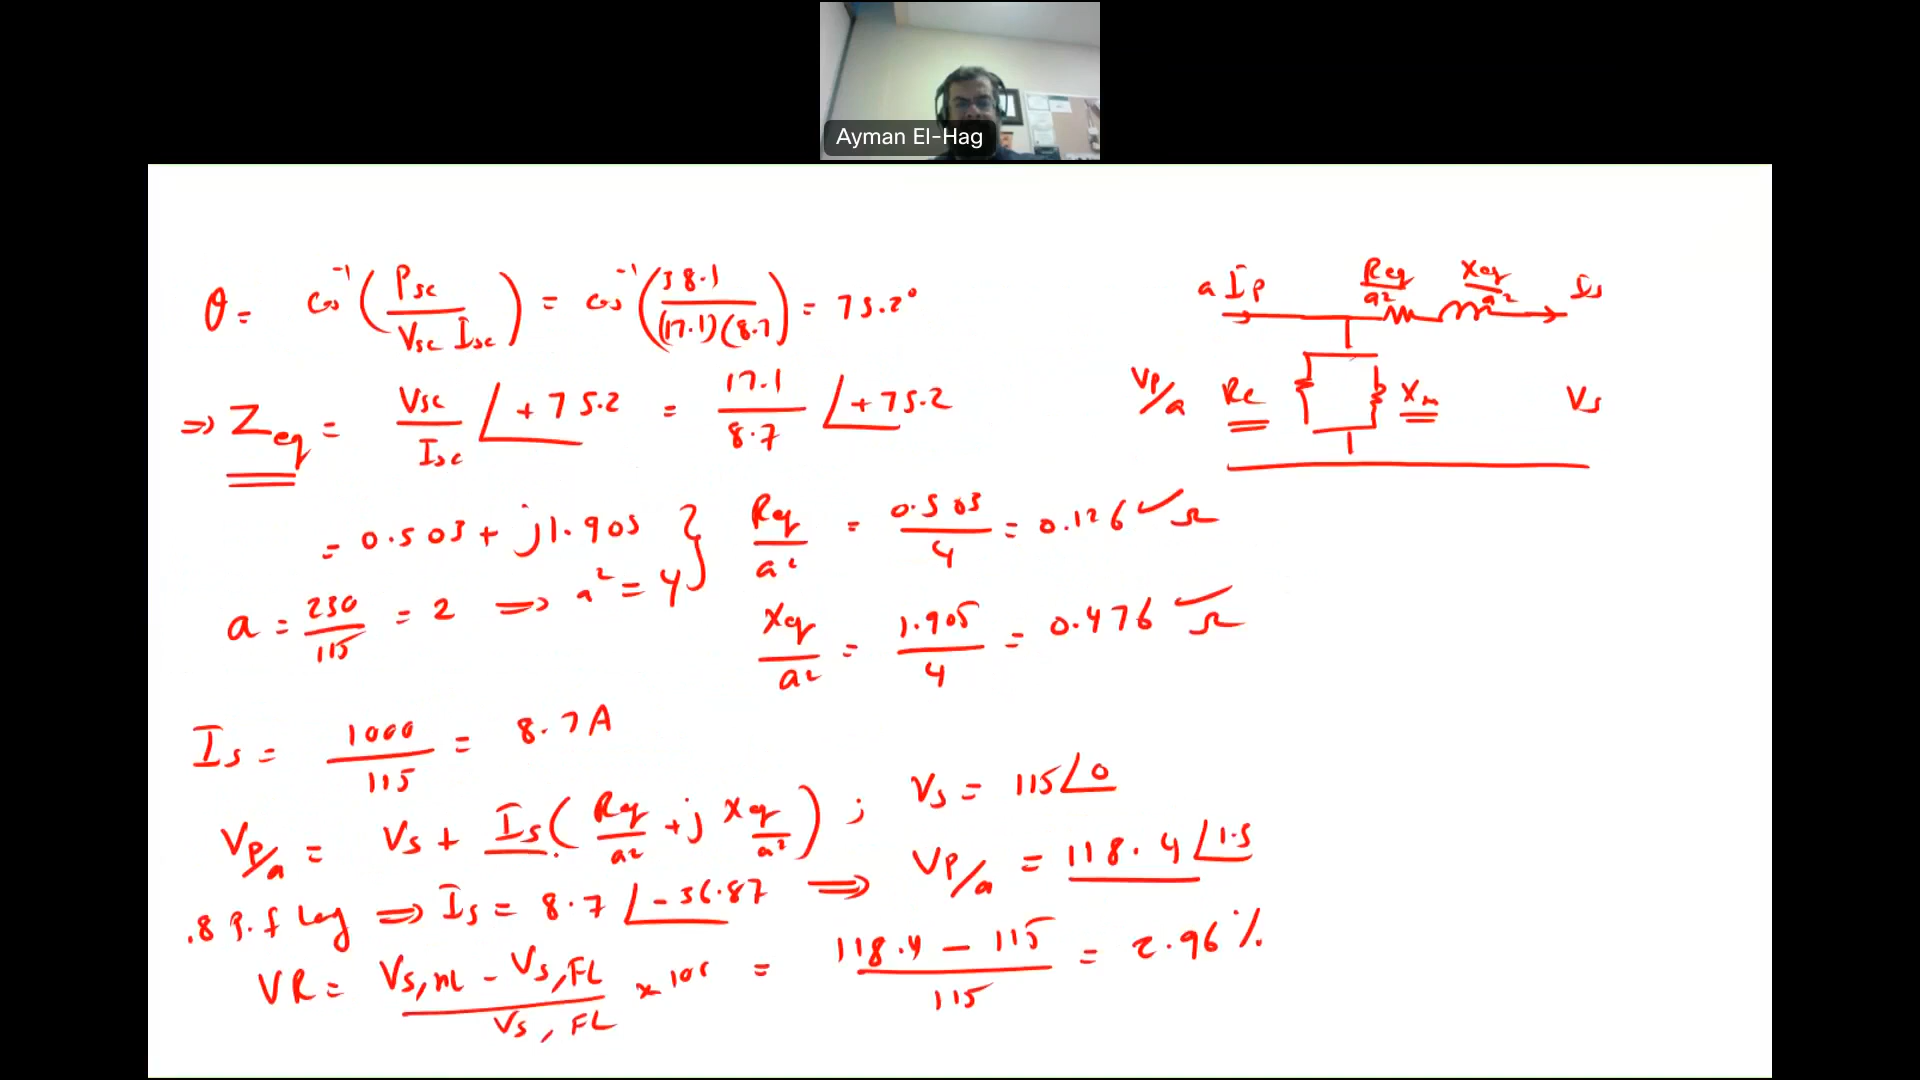 Ayman El-Hag
θ = cos⁻¹ ( Psc / Vsc Isc ) = cos⁻¹ ( 38.1 / (17.1)(8.7) ) = 75.2°
⇒ Zeq = Vsc / Isc ∠+75.2 = 17.1 / 8.7 ∠+75.2
= 0.503 + j1.905 }
a = 230 / 115 = 2 ⇒ a² = 4
Req / a² = 0.503 / 4 = 0.126 ✓ Ω
Xeq / a² = 1.905 / 4 = 0.476 ✓ Ω
a Ip Req / a² Xeq / a² Is
Vp/a Rc Xm Vs
Is = 1000 / 115 = 8.7 A
Vp/a = Vs + Is ( Req / a² + j Xeq / a² ) ; Vs = 115∠0
.8 P.f lag ⇒ Is = 8.7 ∠-36.87 ⇒ Vp/a = 118.4 ∠1.5
VR = Vs,nL - Vs,FL / Vs,FL × 100 = 118.4 - 115 / 115 = 2.96 %